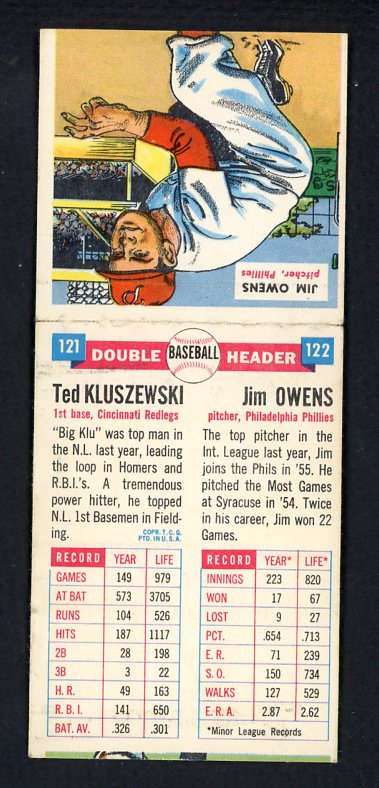 JIM OWENS
pitcher, Phillies
121 DOUBLE BASEBALL HEADER 122
Ted KLUSZEWSKI
1st base, Cincinnati Redlegs
"Big Klu" was top man in
the N.L. last year, leading
the loop in Homers and
R.B.I.'s. A tremendous
power hitter, he topped
N.L. 1st Basemen in Field-
ing.
COPR. T. C. G.
PTD. IN U. S. A.
RECORD YEAR LIFE
GAMES 149 979
AT BAT 573 3705
RUNS 104 526
HITS 187 1117
2B 28 198
3B 3 22
H. R. 49 163
R. B. I. 141 650
BAT. AV. .326 .301
Jim OWENS
pitcher, Philadelphia Phillies
The top pitcher in the
Int. League last year, Jim
joins the Phils in '55. He
pitched the Most Games
at Syracuse in '54. Twice
in his career, Jim won 22
Games.
RECORD YEAR* LIFE*
INNINGS 223 820
WON 17 67
LOST 9 27
PCT. .654 .713
E. R. 71 239
S. O. 150 734
WALKS 127 529
E. R. A. 2.87 2.62
*Minor League Records